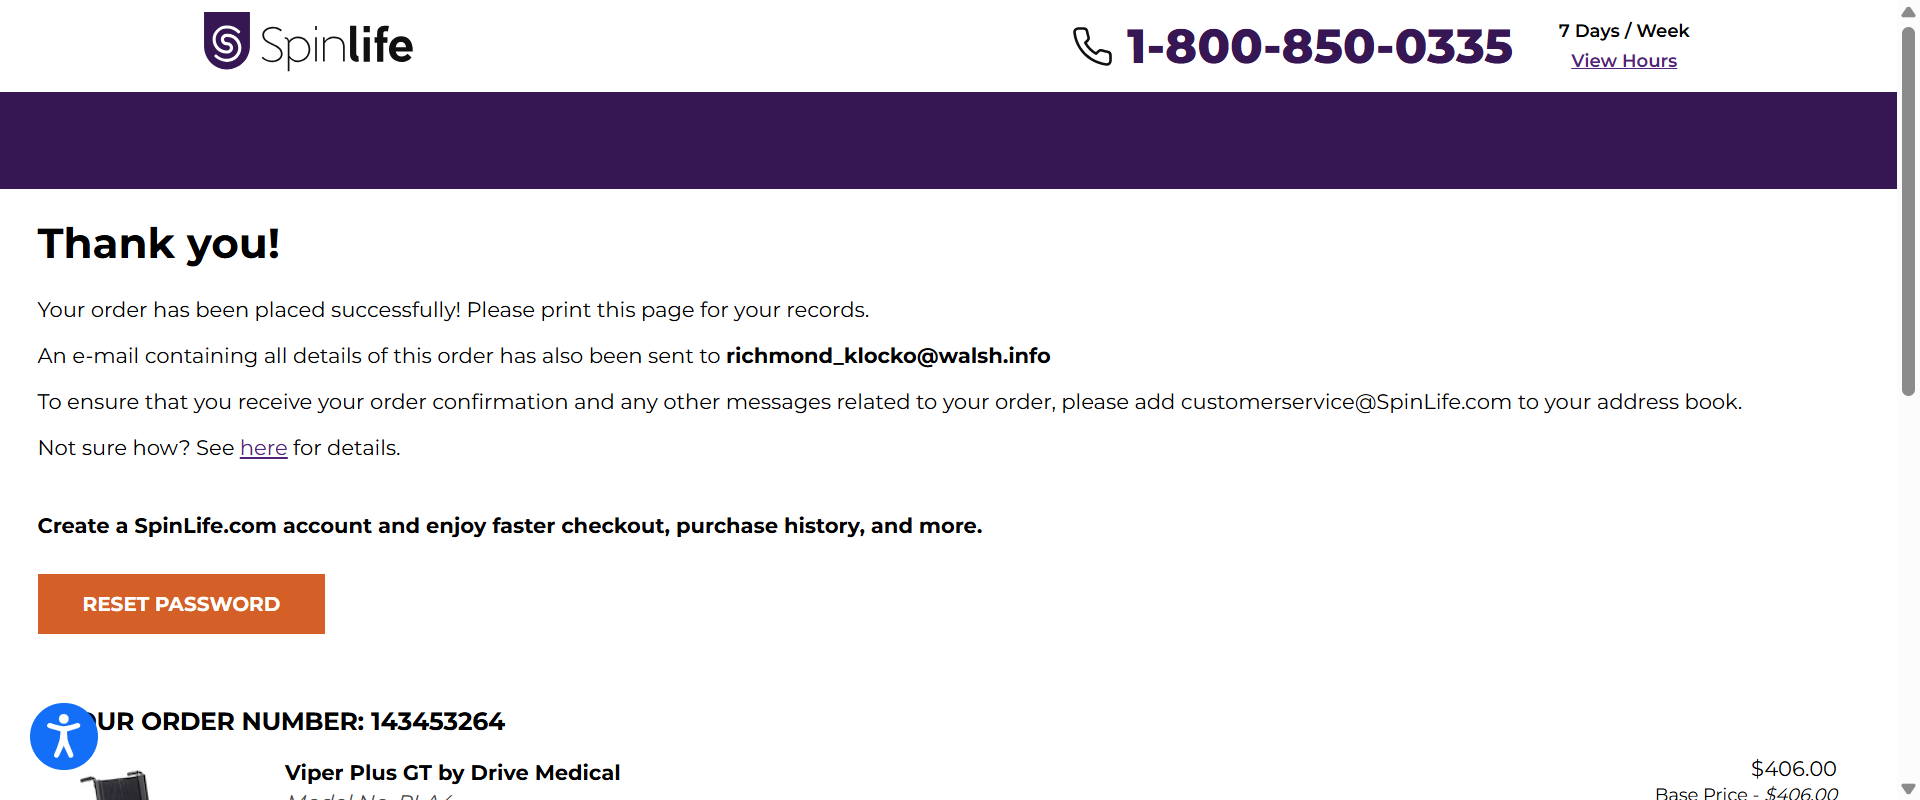 Spinlife
1-800-850-0335
7 Days / Week
View Hours
Thank you!
Your order has been placed successfully! Please print this page for your records.
An e-mail containing all details of this order has also been sent to richmond_klocko@walsh.info
To ensure that you receive your order confirmation and any other messages related to your order, please add customerservice@SpinLife.com to your address book.
Not sure how? See here for details.
Create a SpinLife.com account and enjoy faster checkout, purchase history, and more.
RESET PASSWORD
OUR ORDER NUMBER: 143453264
Viper Plus GT by Drive Medical
$406.00
Model No.
Base Price - $406.00